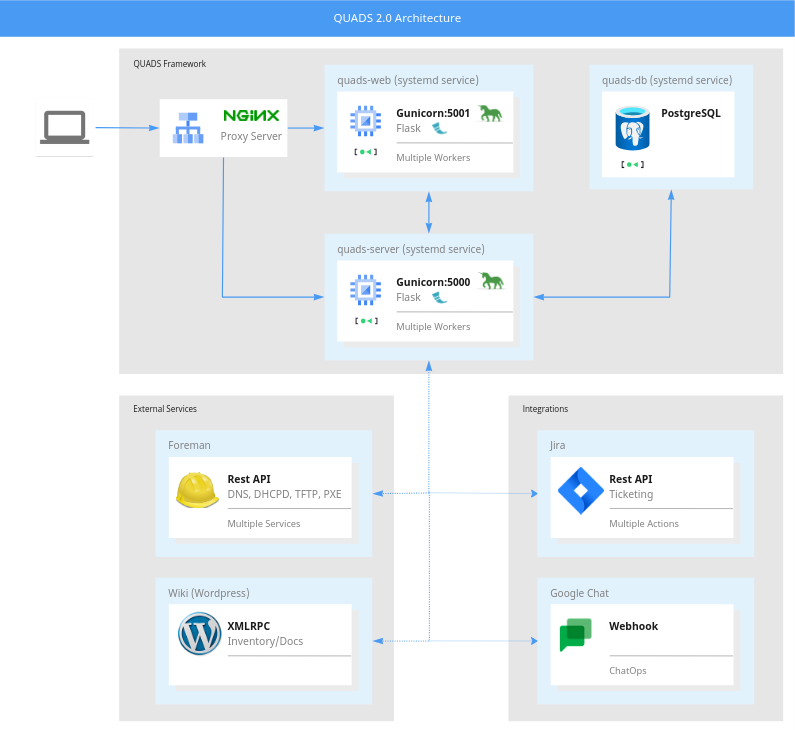 QUADS 2.0 Architecture
QUADS Framework
NGINX
Proxy Server
quads-web (systemd service)
Gunicorn:5001
Flask
Multiple Workers
quads-db (systemd service)
PostgreSQL
quads-server (systemd service)
Gunicorn:5000
Flask
Multiple Workers
External Services
Foreman
Rest API
DNS, DHCPD, TFTP, PXE
Multiple Services
Wiki (Wordpress)
XMLRPC
Inventory/Docs
Integrations
Jira
Rest API
Ticketing
Multiple Actions
Google Chat
Webhook
ChatOps